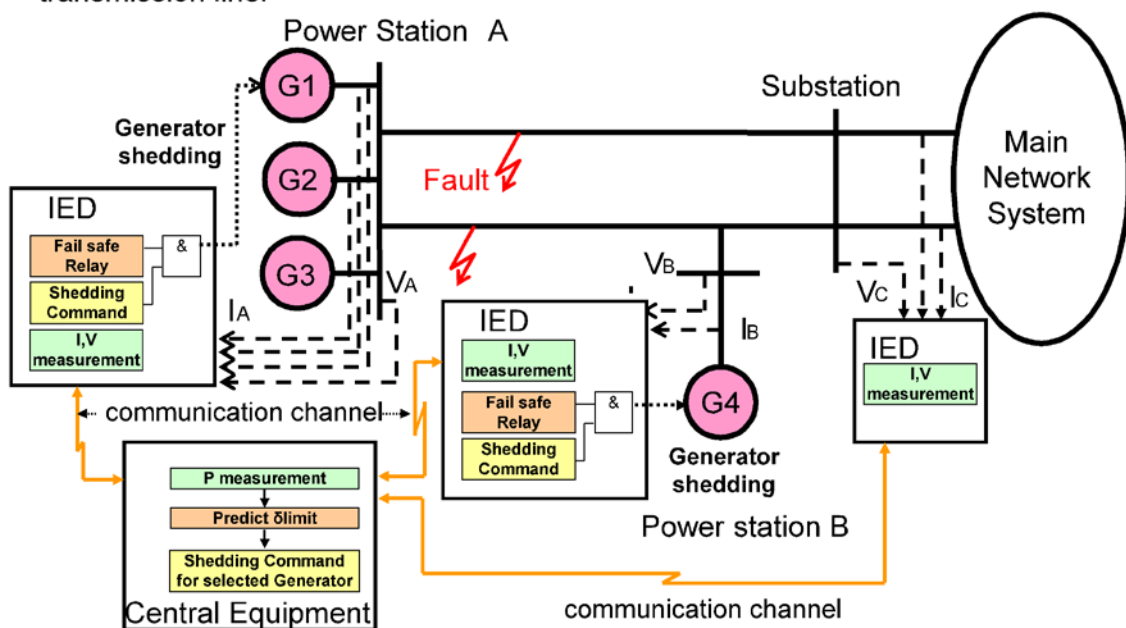 transmission line.
Power Station A
G1
Substation
Generator
shedding
Main
Network
System
G2
Fault
IED
Fail safe
Relay
&
Shedding
Command
I,V
measurement
G3
VA
IA
VB
IB
VC
IC
IED
I,V
measurement
Fail safe
Relay
&
Shedding
Command
G4
Generator
shedding
Power station B
IED
I,V
measurement
communication channel
P measurement
Predict δlimit
Shedding Command
for selected Generator
Central Equipment
communication channel